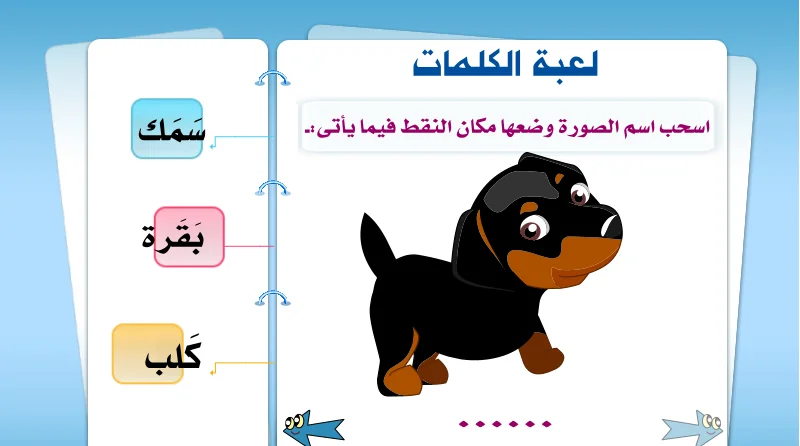 لعبة الكلمات
اسحب اسم الصورة وضعها مكان النقط فيما يأتى :ـ
سَمَك
بَقَرة
كَلب